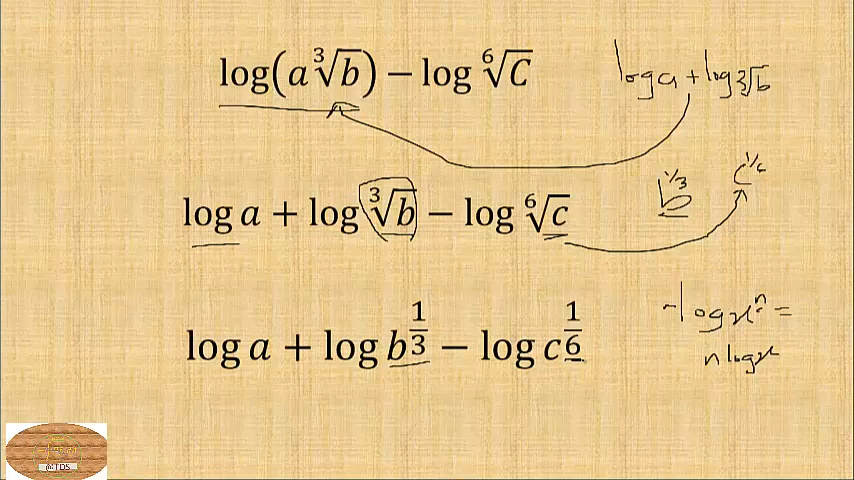 log(a∛b) − log ⁶√C
log a + log ∛b
log a + log ∛b − log ⁶√c
b^1/3
c^1/6
log a + log b^(1/3) − log c^(1/6)
log x^n =
n log x
@TDS